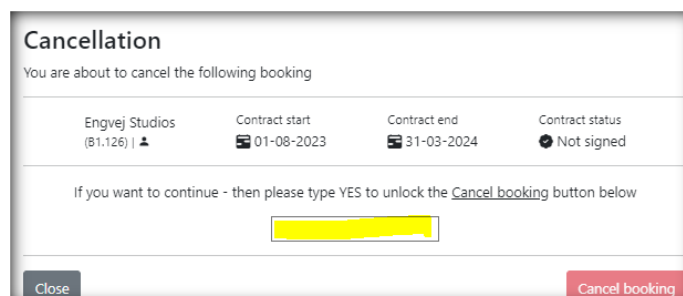 Cancellation
You are about to cancel the following booking
Engvej Studios Contract start Contract end Contract status
(B1.126) | 01-08-2023 31-03-2024 Not signed
If you want to continue - then please type YES to unlock the Cancel booking button below
Close Cancel booking